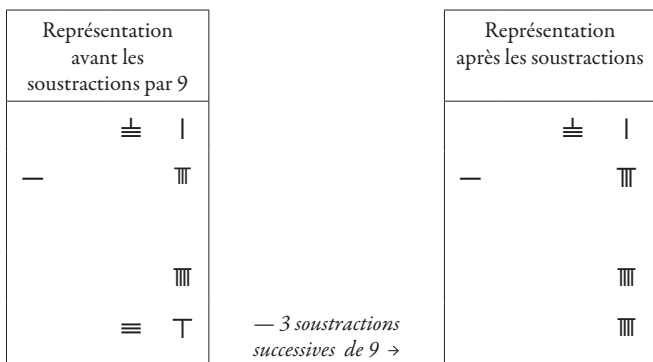 Représentation
avant les
soustractions par 9
𝍰 𝍠
𝍩 𝍧
𝍨
𝍫 𝍥
— 3 soustractions
successives de 9 →
Représentation
après les soustractions
𝍰 𝍠
𝍩 𝍧
𝍨
𝍨